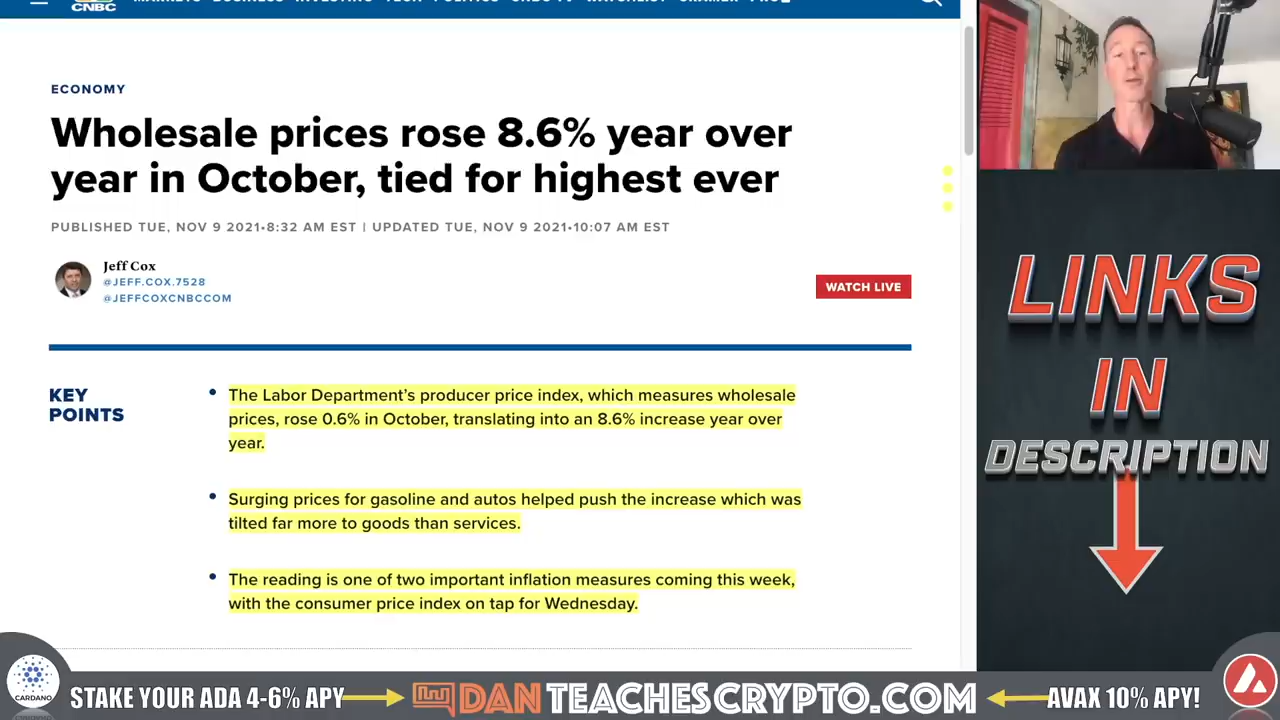 CNBC
ECONOMY
Wholesale prices rose 8.6% year over
year in October, tied for highest ever
PUBLISHED TUE, NOV 9 2021•8:32 AM EST | UPDATED TUE, NOV 9 2021•10:07 AM EST
Jeff Cox
@JEFF.COX.7528
@JEFFCOXCNBCCOM
WATCH LIVE
KEY
POINTS
• The Labor Department’s producer price index, which measures wholesale
prices, rose 0.6% in October, translating into an 8.6% increase year over
year.
• Surging prices for gasoline and autos helped push the increase which was
tilted far more to goods than services.
• The reading is one of two important inflation measures coming this week,
with the consumer price index on tap for Wednesday.
LINKS
IN
DESCRIPTION
CARDANO
STAKE YOUR ADA 4-6% APY
DANTEACHESCRYPTO.COM
AVAX 10% APY!